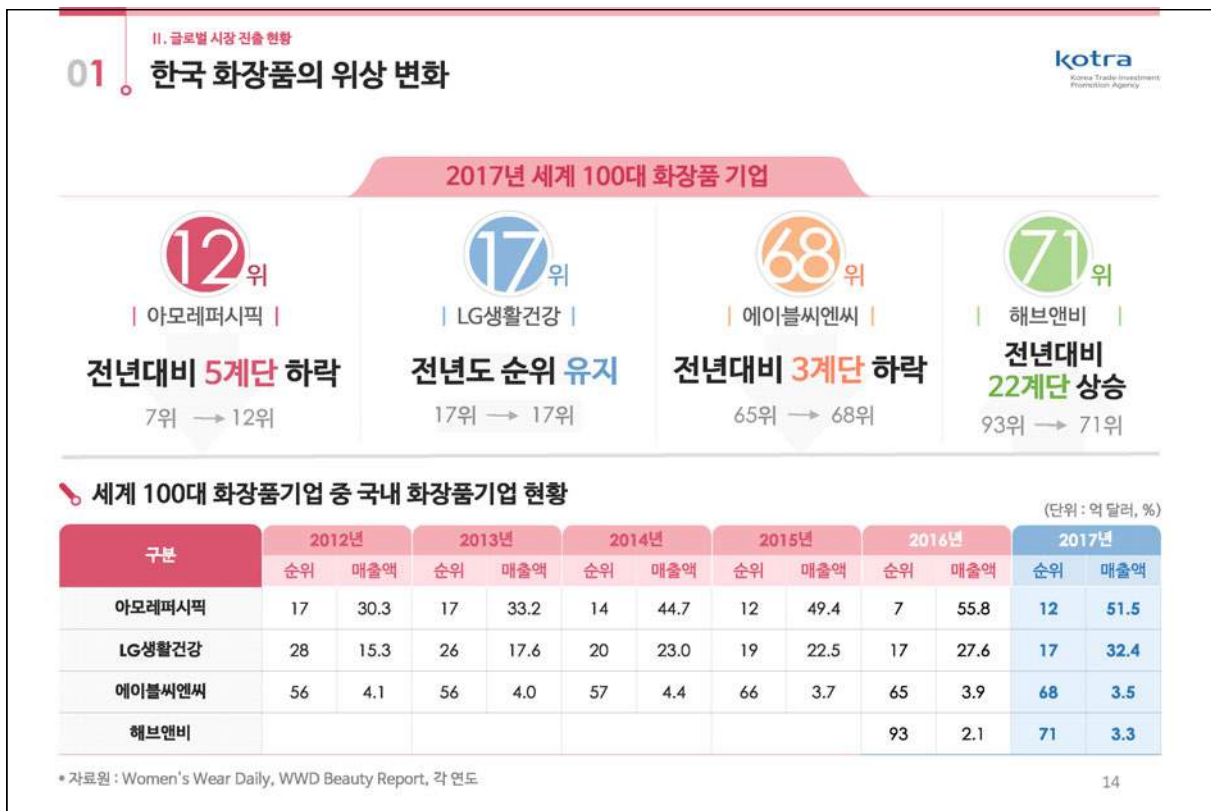 II. 글로벌 시장 진출 현황
01 한국 화장품의 위상 변화
kotra
Korea Trade-Investment
Promotion Agency
2017년 세계 100대 화장품 기업
12위
| 아모레퍼시픽 |
전년대비 5계단 하락
7위 → 12위
17위
| LG생활건강 |
전년도 순위 유지
17위 → 17위
68위
| 에이블씨엔씨 |
전년대비 3계단 하락
65위 → 68위
71위
| 해브앤비 |
전년대비
22계단 상승
93위 → 71위
세계 100대 화장품기업 중 국내 화장품기업 현황
(단위 : 억 달러, %)
구분 2012년 2013년 2014년 2015년 2016년 2017년
순위 매출액 순위 매출액 순위 매출액 순위 매출액 순위 매출액 순위 매출액
아모레퍼시픽 17 30.3 17 33.2 14 44.7 12 49.4 7 55.8 12 51.5
LG생활건강 28 15.3 26 17.6 20 23.0 19 22.5 17 27.6 17 32.4
에이블씨엔씨 56 4.1 56 4.0 57 4.4 66 3.7 65 3.9 68 3.5
해브앤비 93 2.1 71 3.3
• 자료원 : Women's Wear Daily, WWD Beauty Report, 각 연도
14